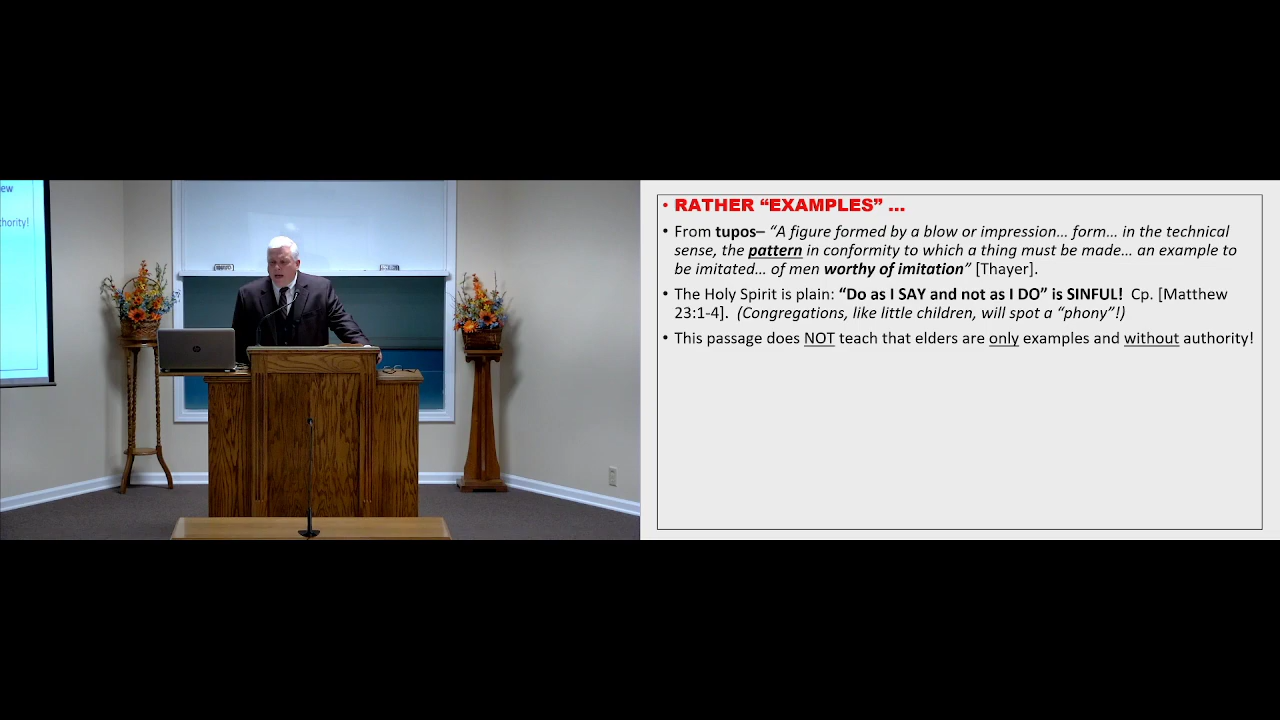 ew
hority!
hp
• RATHER “EXAMPLES” ...
• From tupos– “A figure formed by a blow or impression... form... in the technical
sense, the pattern in conformity to which a thing must be made... an example to
be imitated... of men worthy of imitation” [Thayer].
• The Holy Spirit is plain: “Do as I SAY and not as I DO” is SINFUL!  Cp. [Matthew
23:1-4].  (Congregations, like little children, will spot a “phony”!)
• This passage does NOT teach that elders are only examples and without authority!